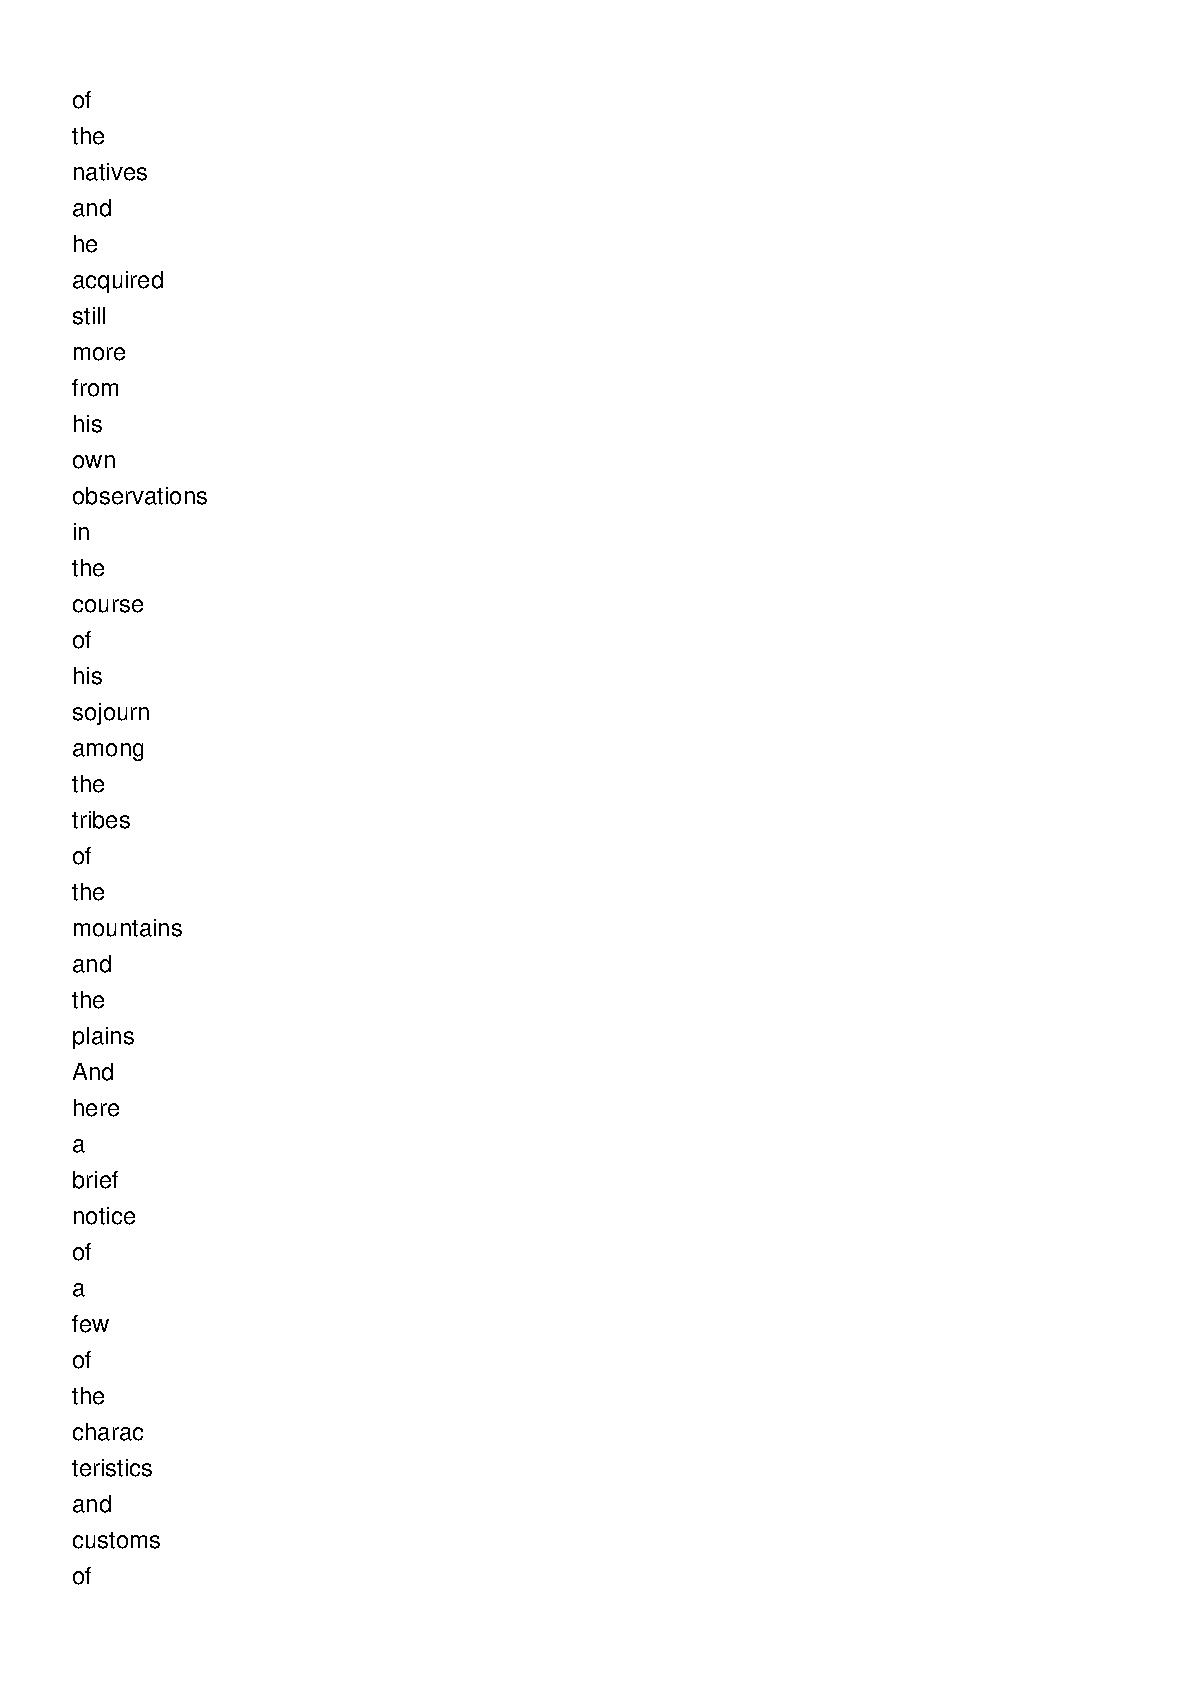 of
the
natives
and
he
acquired
still
more
from
his
own
observations
in
the
course
of
his
sojourn
among
the
tribes
of
the
mountains
and
the
plains
And
here
a
brief
notice
of
a
few
of
the
charac
teristics
and
customs
of